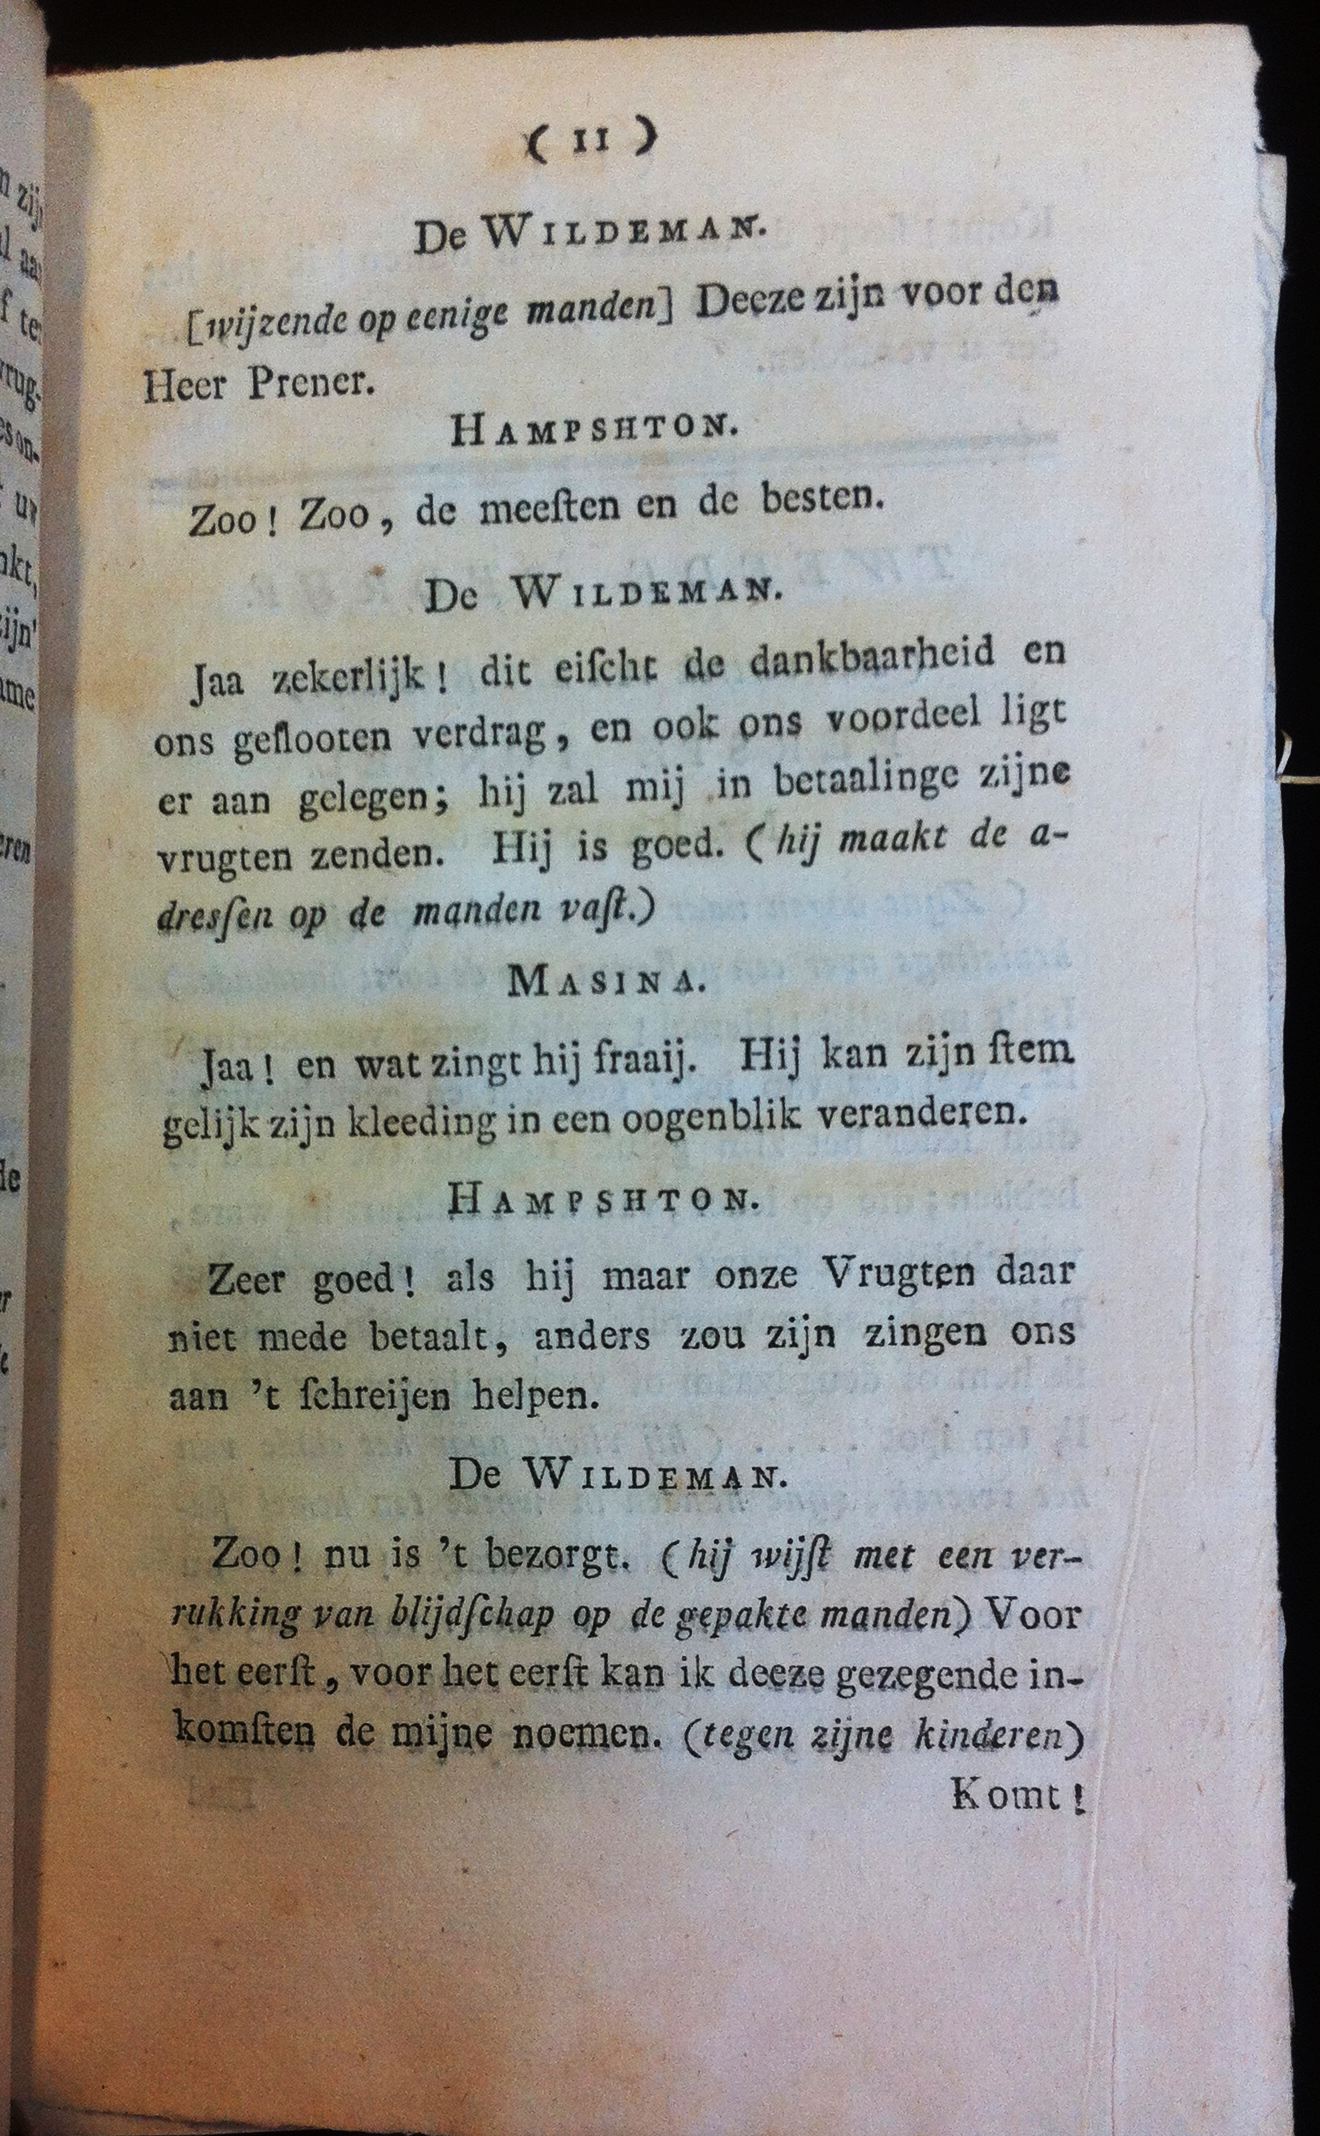 ( 11 )
De WILDEMAN.
[wijzende op eenige manden] Deeze zijn voor den
Heer Prener.
HAMPSHTON.
Zoo! Zoo, de meeſten en de besten.
De WILDEMAN.
Jaa zekerlijk! dit eiſcht de dankbaarheid en
ons geſlooten verdrag, en ook ons voordeel ligt
er aan gelegen; hij zal mij in betaalinge zijne
vrugten zenden. Hij is goed. (hij maakt de a-
dresſen op de manden vaſt.)
MASINA.
Jaa! en wat zingt hij fraaij. Hij kan zijn ſtem
gelijk zijn kleeding in een oogenblik veranderen.
HAMPSHTON.
Zeer goed! als hij maar onze Vrugten daar
niet mede betaalt, anders zou zijn zingen ons
aan 't ſchreijen helpen.
De WILDEMAN.
Zoo! nu is 't bezorgt. (hij wijſt met een ver-
rukking van blijdſchap op de gepakte manden) Voor
het eerſt, voor het eerſt kan ik deeze gezegende in-
komſten de mijne noemen. (tegen zijne kinderen)
Komt!